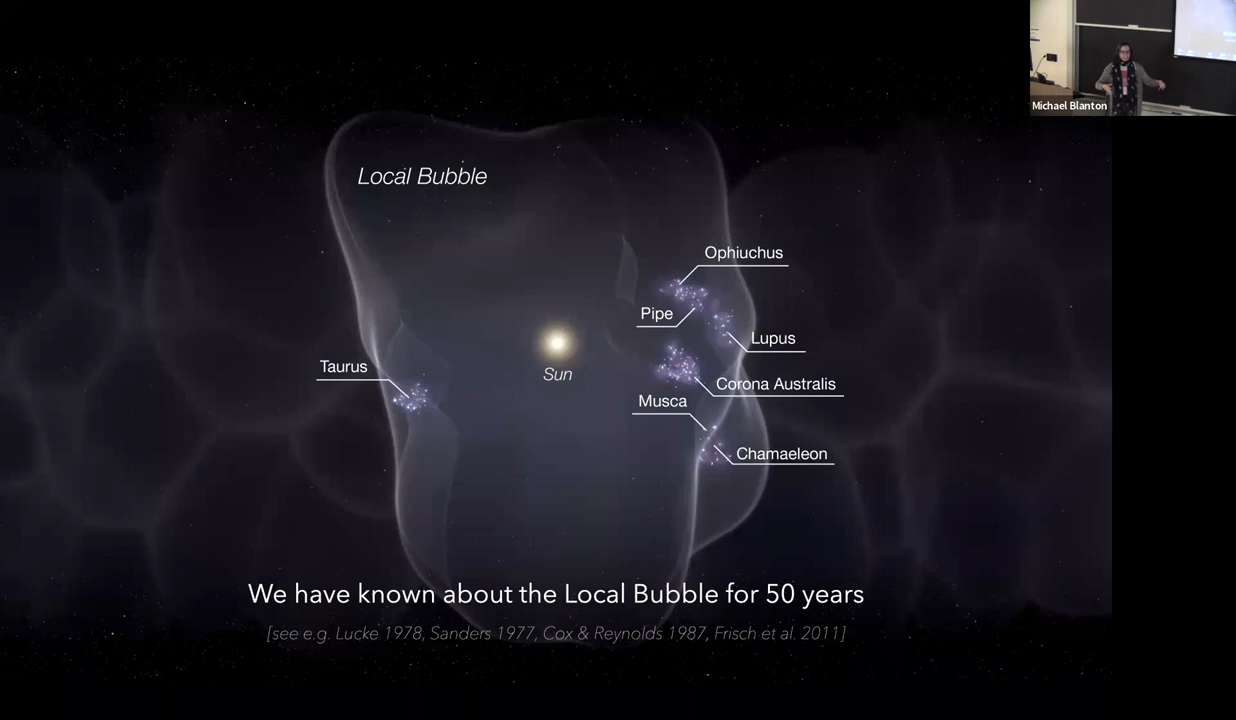 Michael Blanton
Local Bubble
Ophiuchus
Pipe
Lupus
Taurus
Sun
Corona Australis
Musca
Chamaeleon
We have known about the Local Bubble for 50 years
[see e.g. Lucke 1978, Sanders 1977, Cox & Reynolds 1987, Frisch et al. 2011]